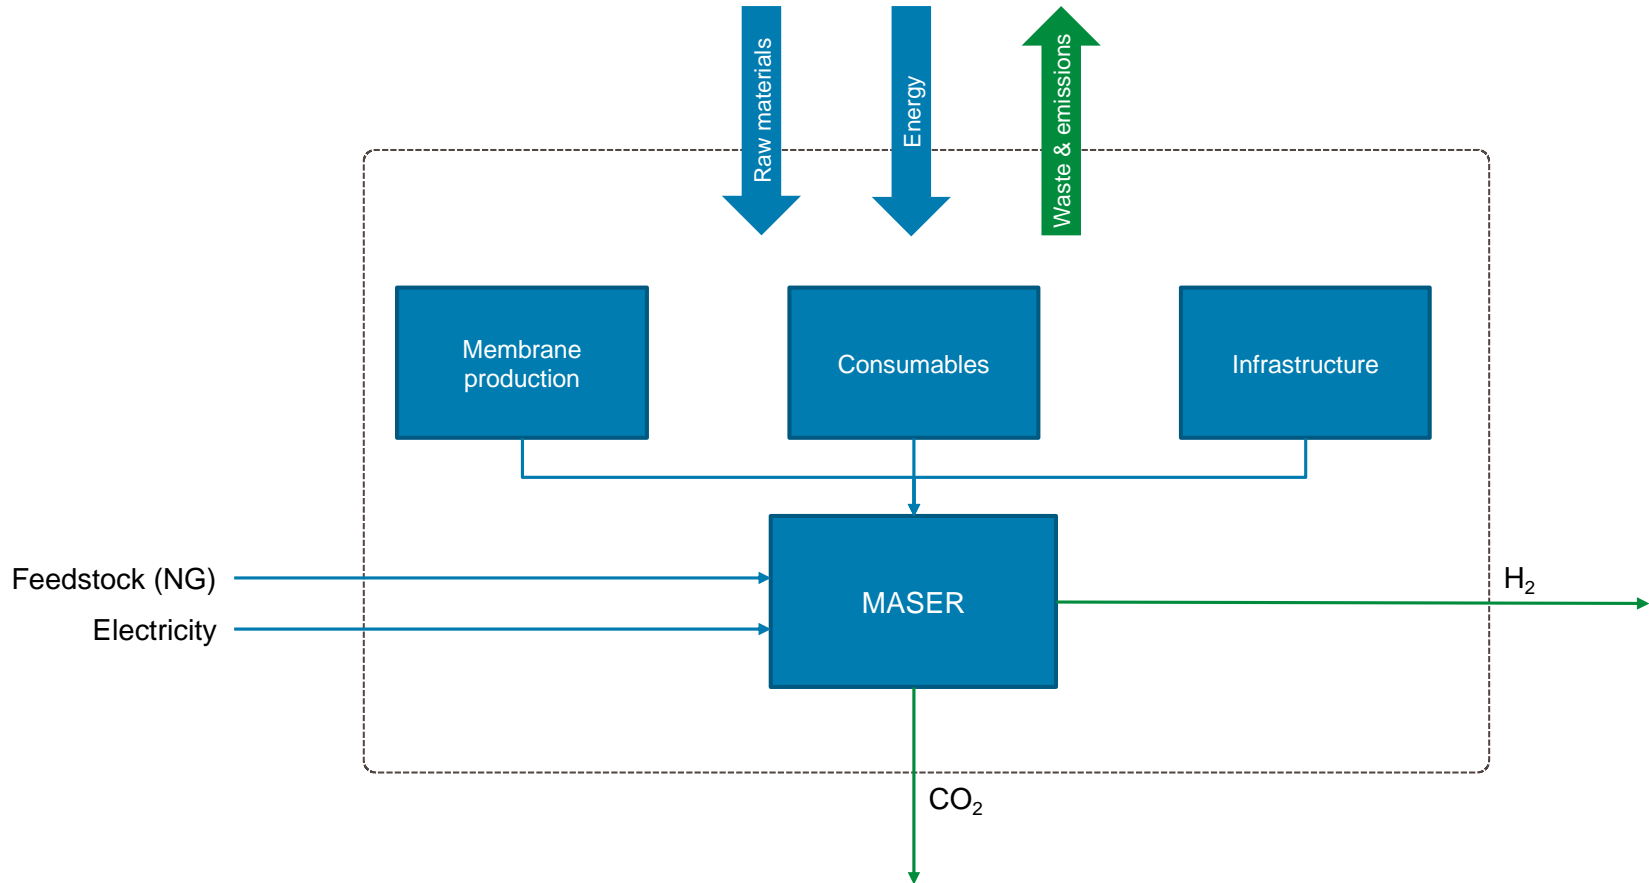 Raw materials
Energy
Waste & emissions
Membrane
production
Consumables
Infrastructure
Feedstock (NG)
Electricity
MASER
H₂
CO₂